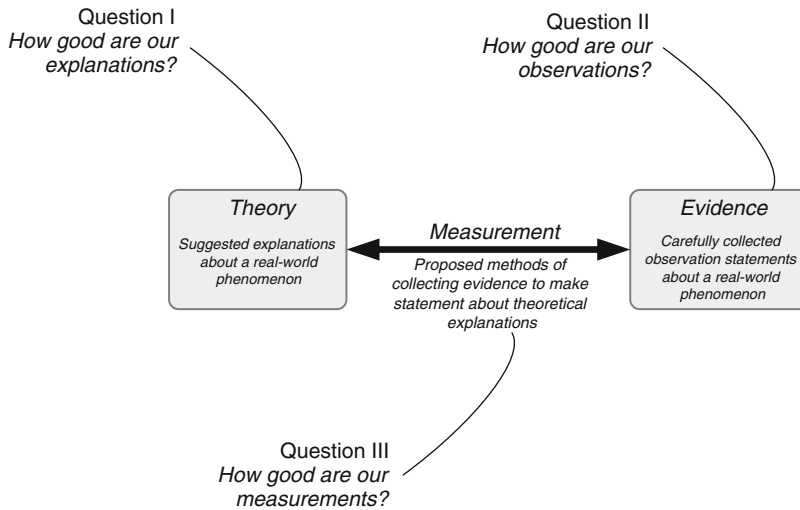 Question I
How good are our
explanations?
Question II
How good are our
observations?
Theory
Suggested explanations
about a real-world
phenomenon
Measurement
Proposed methods of
collecting evidence to make
statement about theoretical
explanations
Evidence
Carefully collected
observation statements
about a real-world
phenomenon
Question III
How good are our
measurements?